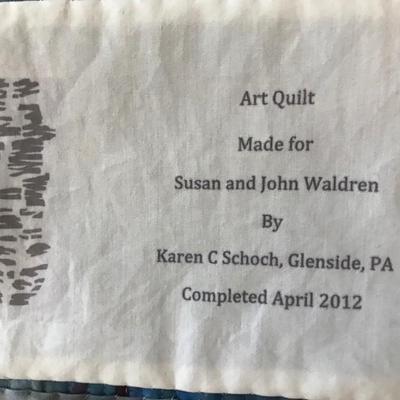 Art Quilt
Made for
Susan and John Waldren
By
Karen C Schoch, Glenside, PA
Completed April 2012